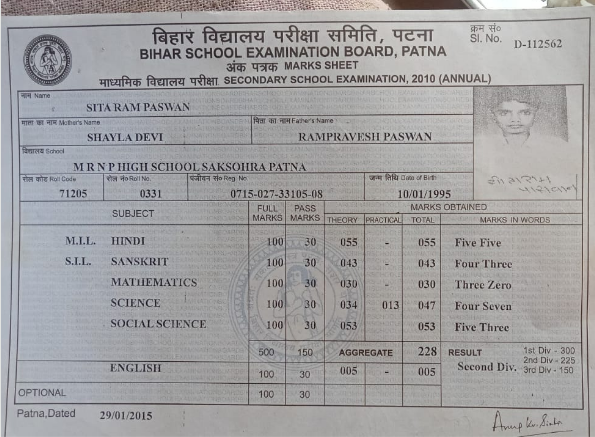 बिहार विद्यालय परीक्षा समिति, पटना
क्रम सं०
Sl. No. D-112562
BIHAR SCHOOL EXAMINATION BOARD, PATNA
अंक पत्रक MARKS SHEET
माध्यमिक विद्यालय परीक्षा SECONDARY SCHOOL EXAMINATION, 2010 (ANNUAL)
नाम Name
SITA RAM PASWAN
माता का नाम Mother's Name पिता का नाम Father's Name
SHAYLA DEVI RAMPRAVESH PASWAN
विद्यालय School
M R N P HIGH SCHOOL SAKSOHRA PATNA
रोल कोड Roll Code रोल नं० Roll No. पंजीयन सं० Reg. No. जन्म तिथि Date of Birth
71205 0331 0715-027-33105-08 10/01/1995
SUBJECT FULL MARKS PASS MARKS MARKS OBTAINED
THEORY PRACTICAL TOTAL MARKS IN WORDS
M.I.L. HINDI 100 30 055 - 055 Five Five
S.I.L. SANSKRIT 100 30 043 - 043 Four Three
MATHEMATICS 100 30 030 - 030 Three Zero
SCIENCE 100 30 034 013 047 Four Seven
SOCIAL SCIENCE 100 30 053 053 Five Three
500 150 AGGREGATE 228 RESULT 1st Div - 300
2nd Div - 225
ENGLISH 100 30 005 - 005 Second Div. 3rd Div - 150
OPTIONAL 100 30
Patna,Dated 29/01/2015